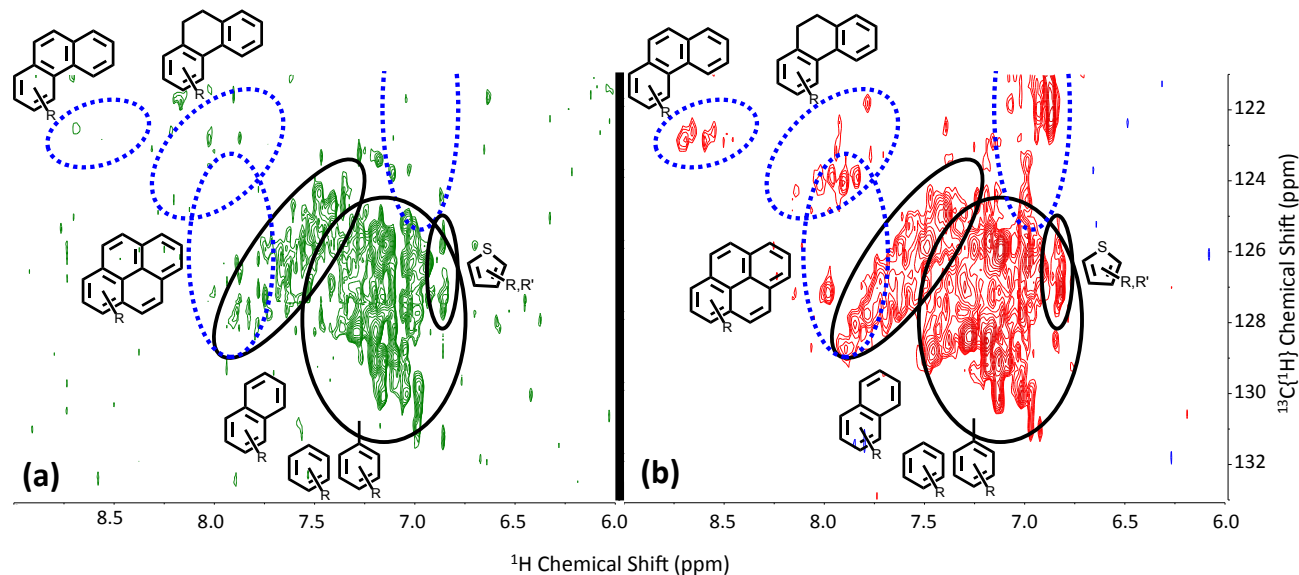 R
R
R
R
122
124
126
128
130
132
¹³C{¹H} Chemical Shift (ppm)
R
S
R,R'
R
S
R,R'
R
R
R
R
R
R
(a)
(b)
8.5
8.0
7.5
7.0
6.5
6.0
8.5
8.0
7.5
7.0
6.5
6.0
¹H Chemical Shift (ppm)